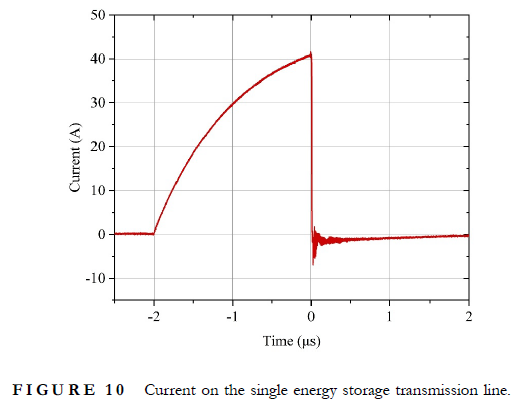 50
40
30
20
10
0
-10
Current (A)
-2 -1 0 1 2
Time (μs)
FIGURE 10 Current on the single energy storage transmission line.